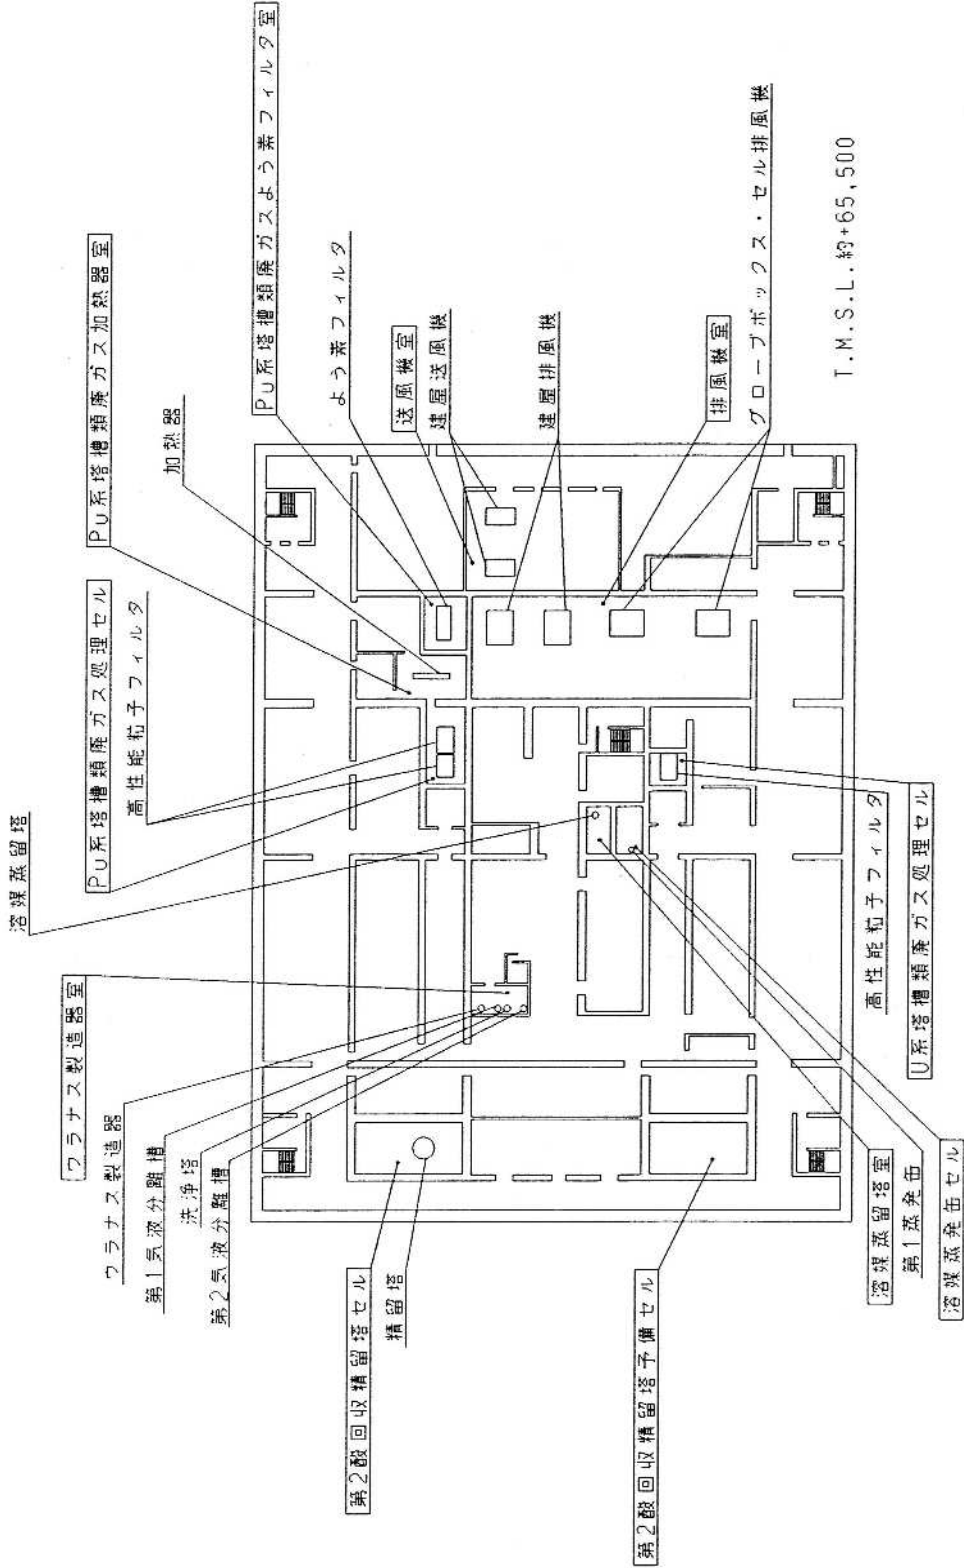 溶媒蒸留塔
Pu系塔槽類廃ガス処理セル
高性能粒子フィルタ
Pu系塔槽類廃ガス加熱器室
加熱器
Pu系塔槽類廃ガスよう素フィルタ室
よう素フィルタ
送風機室
建屋送風機
建屋排風機
排風機室
グローブボックス・セル排風機
T.M.S.L.約+65,500
ウラナス製造器室
ウラナス製造器
第1気液分離槽
洗浄塔
第2気液分離槽
第2酸回収精留塔セル
精留塔
第2酸回収精留塔予備セル
溶媒蒸留塔室
第1蒸発缶
溶媒蒸発缶セル
高性能粒子フィルタ
U系塔槽類廃ガス処理セル